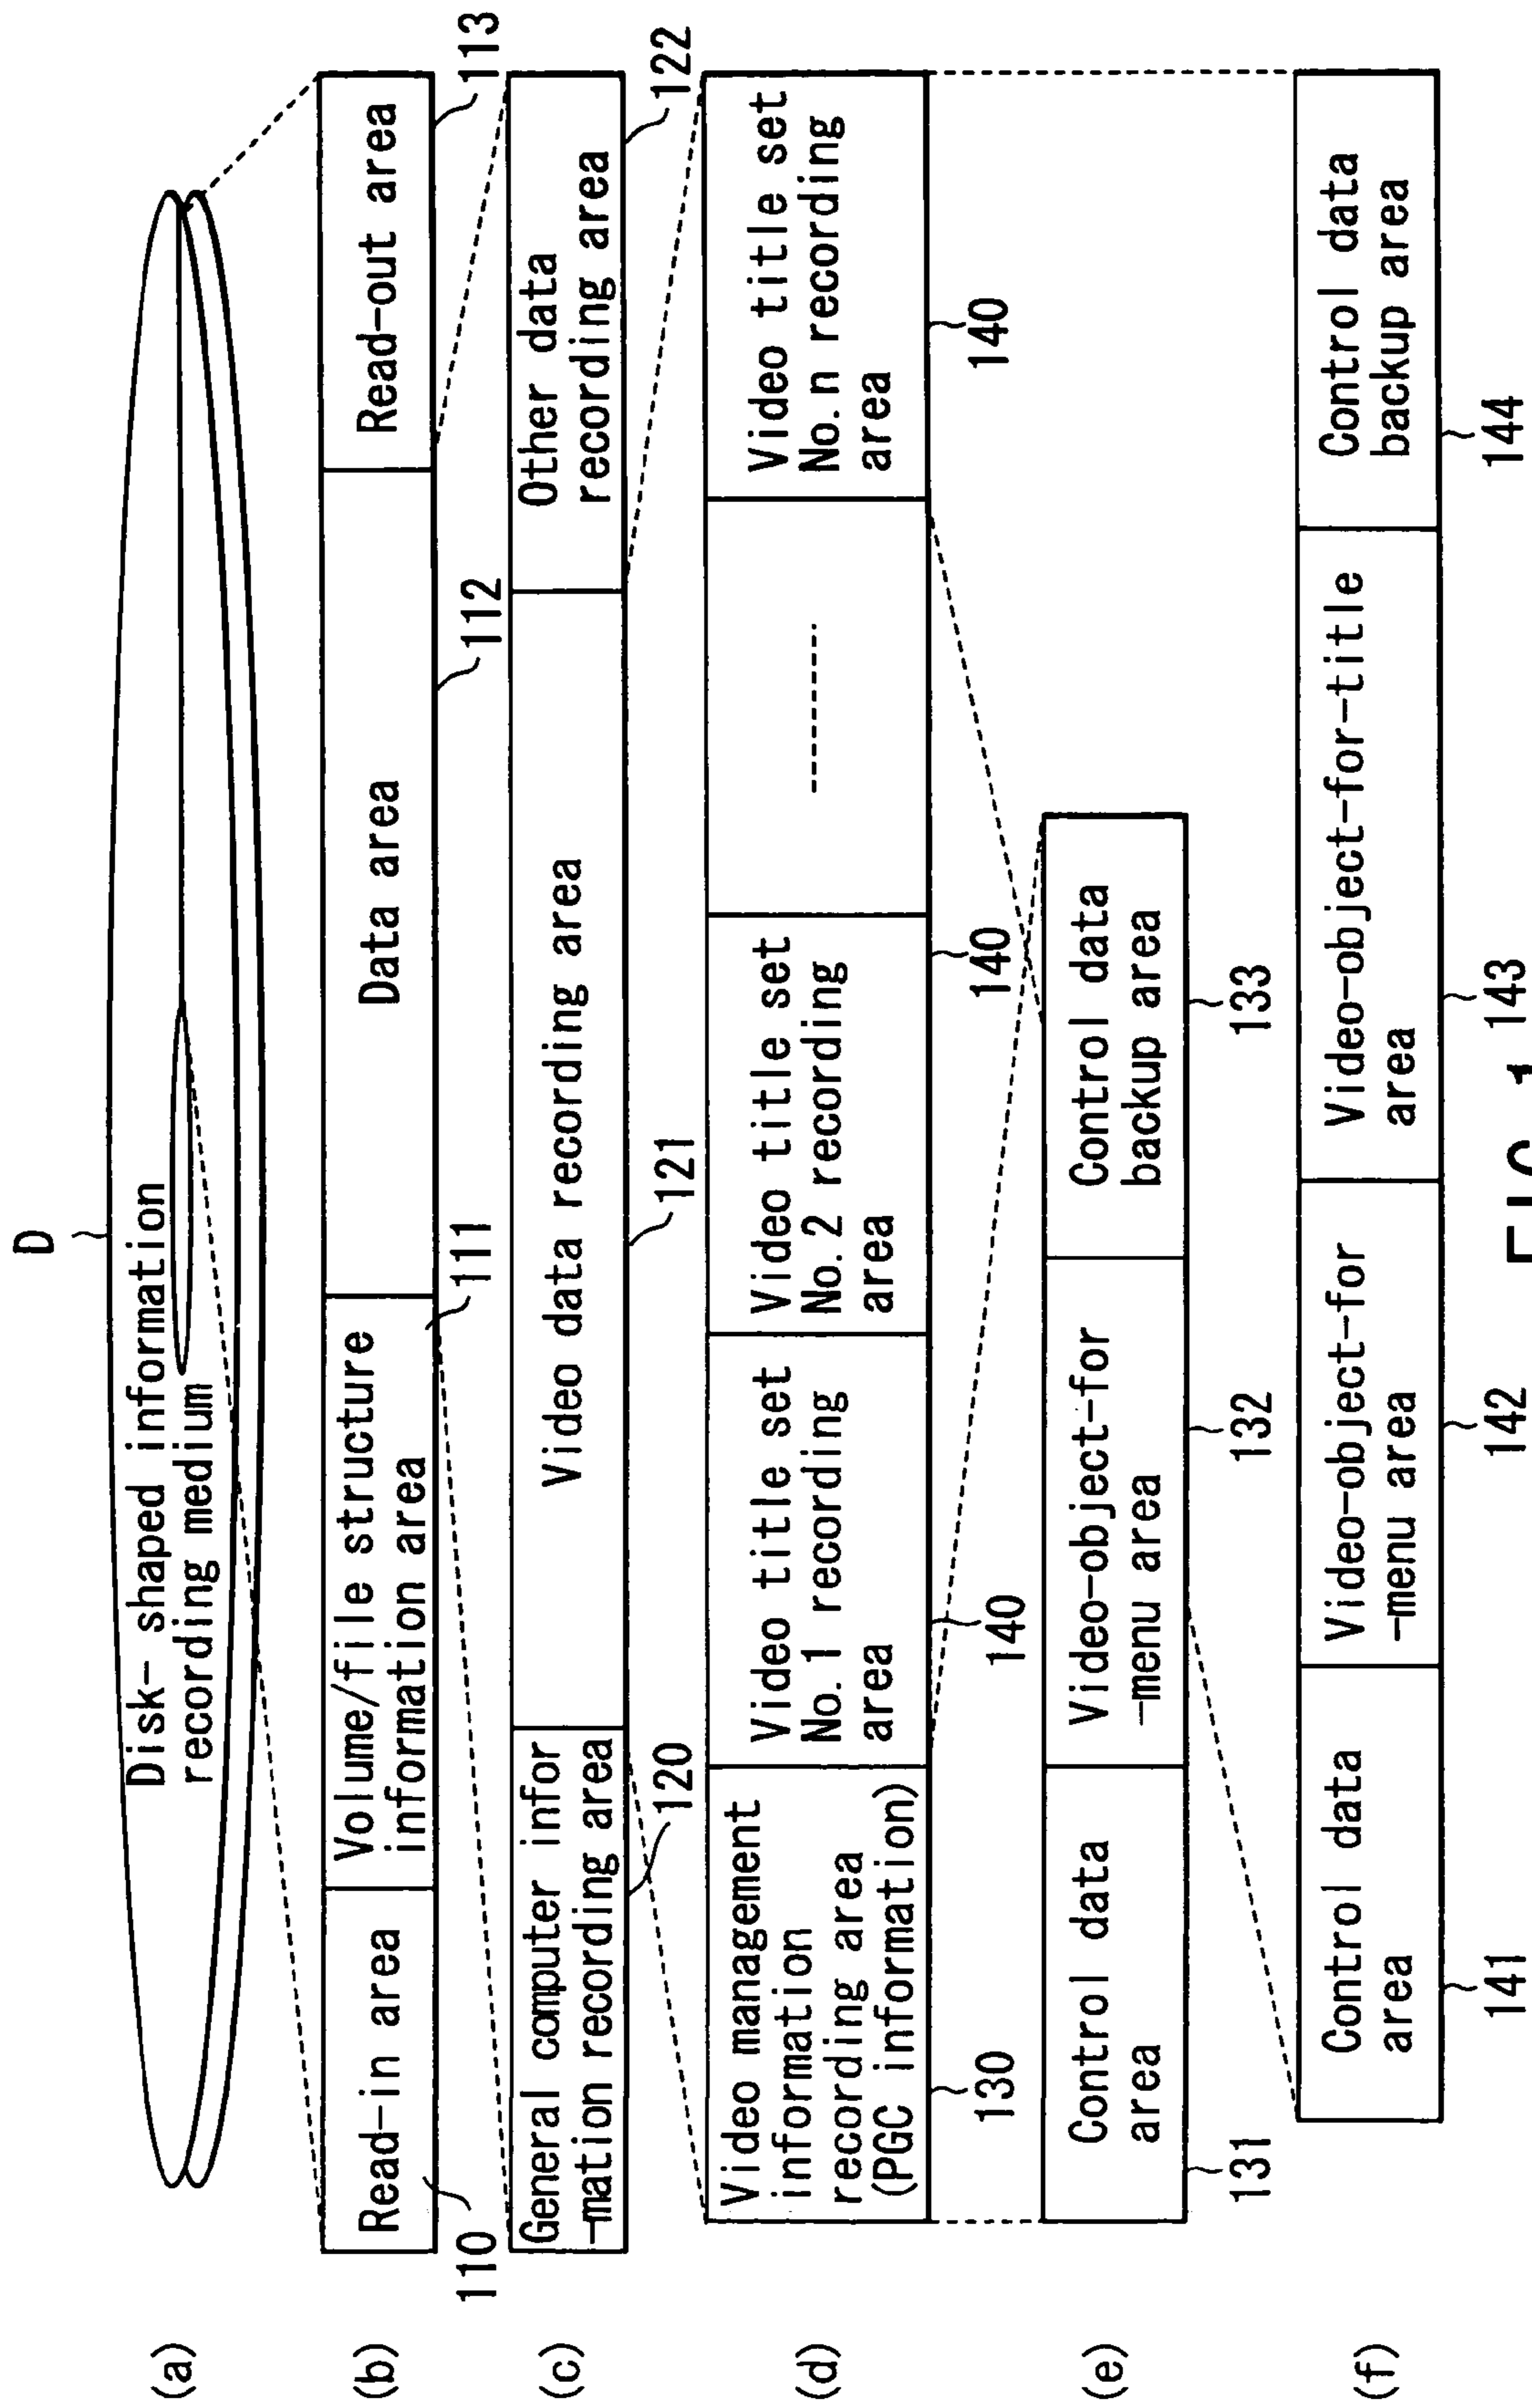 D
(a)
Disk-shaped information
recording medium
(b)
Read-in area
Volume/file structure
information area
Data area
Read-out area
110
111
112
113
(c)
General computer infor
-mation recording area
Video data recording area
Other data
recording area
120
121
122
(d)
Video management
information
recording area
(PGC information)
Video title set
No.1 recording
area
Video title set
No.2 recording
area
---------
Video title set
No.n recording
area
130
140
140
140
(e)
Control data
area
Video-object-for
-menu area
Control data
backup area
131
132
133
(f)
Control data
area
Video-object-for
-menu area
Video-object-for-title
area
Control data
backup area
141
142
143
144